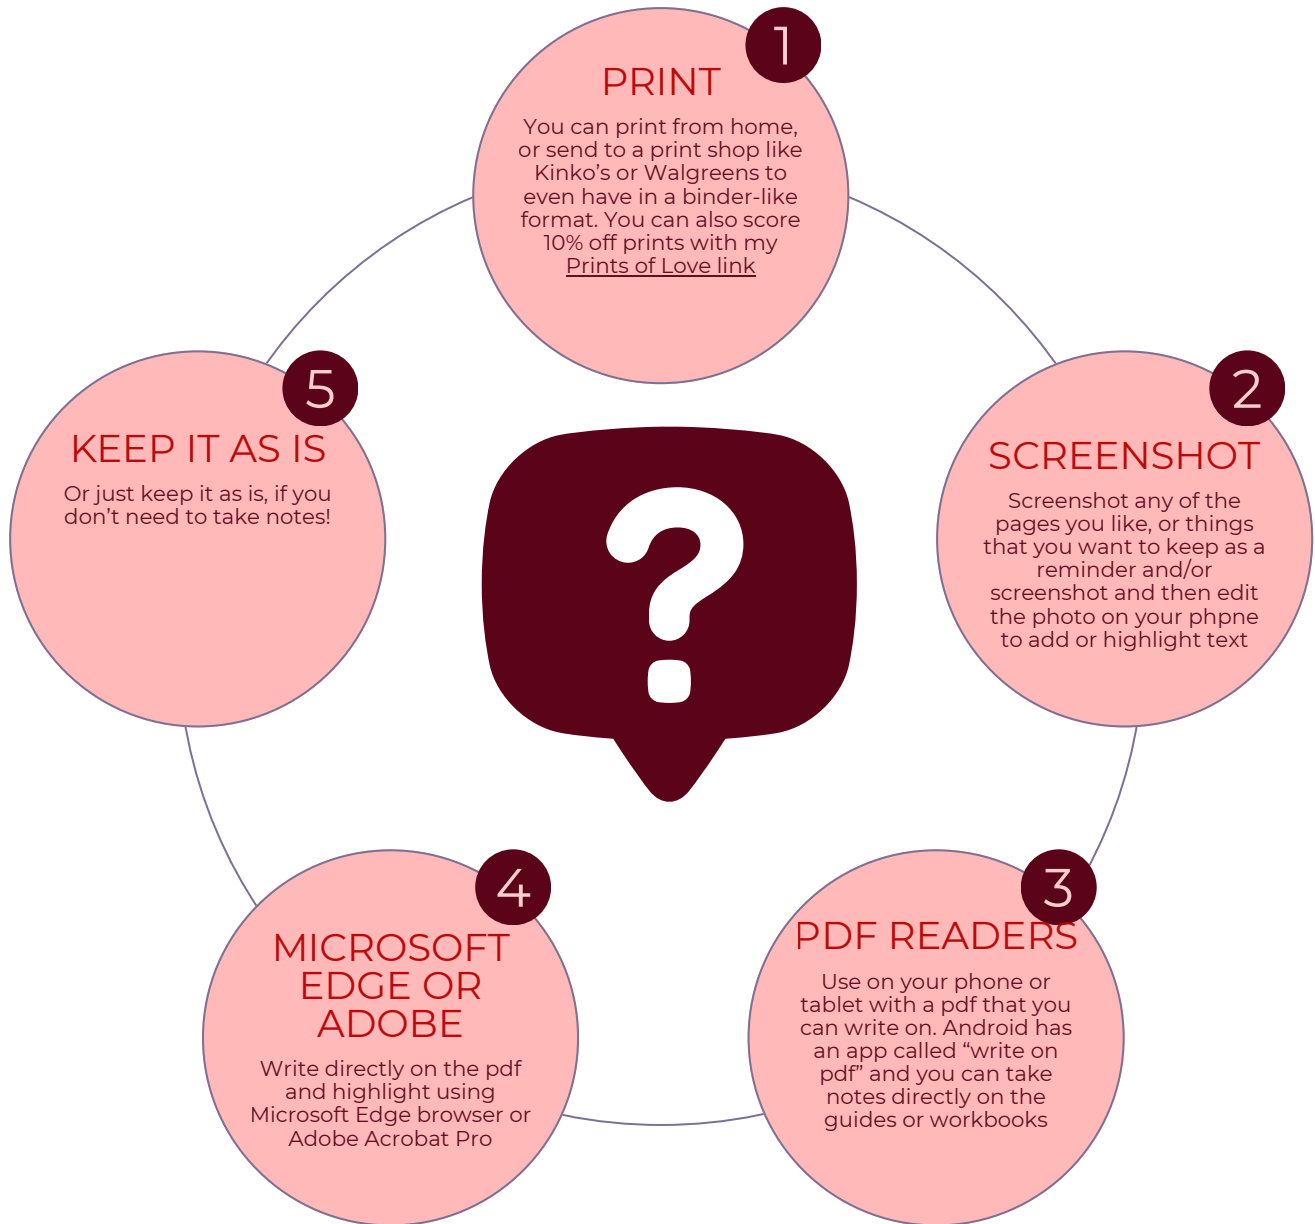 1
PRINT
You can print from home,
or send to a print shop like
Kinko’s or Walgreens to
even have in a binder-like
format. You can also score
10% off prints with my
Prints of Love link
2
SCREENSHOT
Screenshot any of the
pages you like, or things
that you want to keep as a
reminder and/or
screenshot and then edit
the photo on your phpne
to add or highlight text
3
PDF READERS
Use on your phone or
tablet with a pdf that you
can write on. Android has
an app called “write on
pdf” and you can take
notes directly on the
guides or workbooks
4
MICROSOFT
EDGE OR
ADOBE
Write directly on the pdf
and highlight using
Microsoft Edge browser or
Adobe Acrobat Pro
5
KEEP IT AS IS
Or just keep it as is, if you
don’t need to take notes!
?